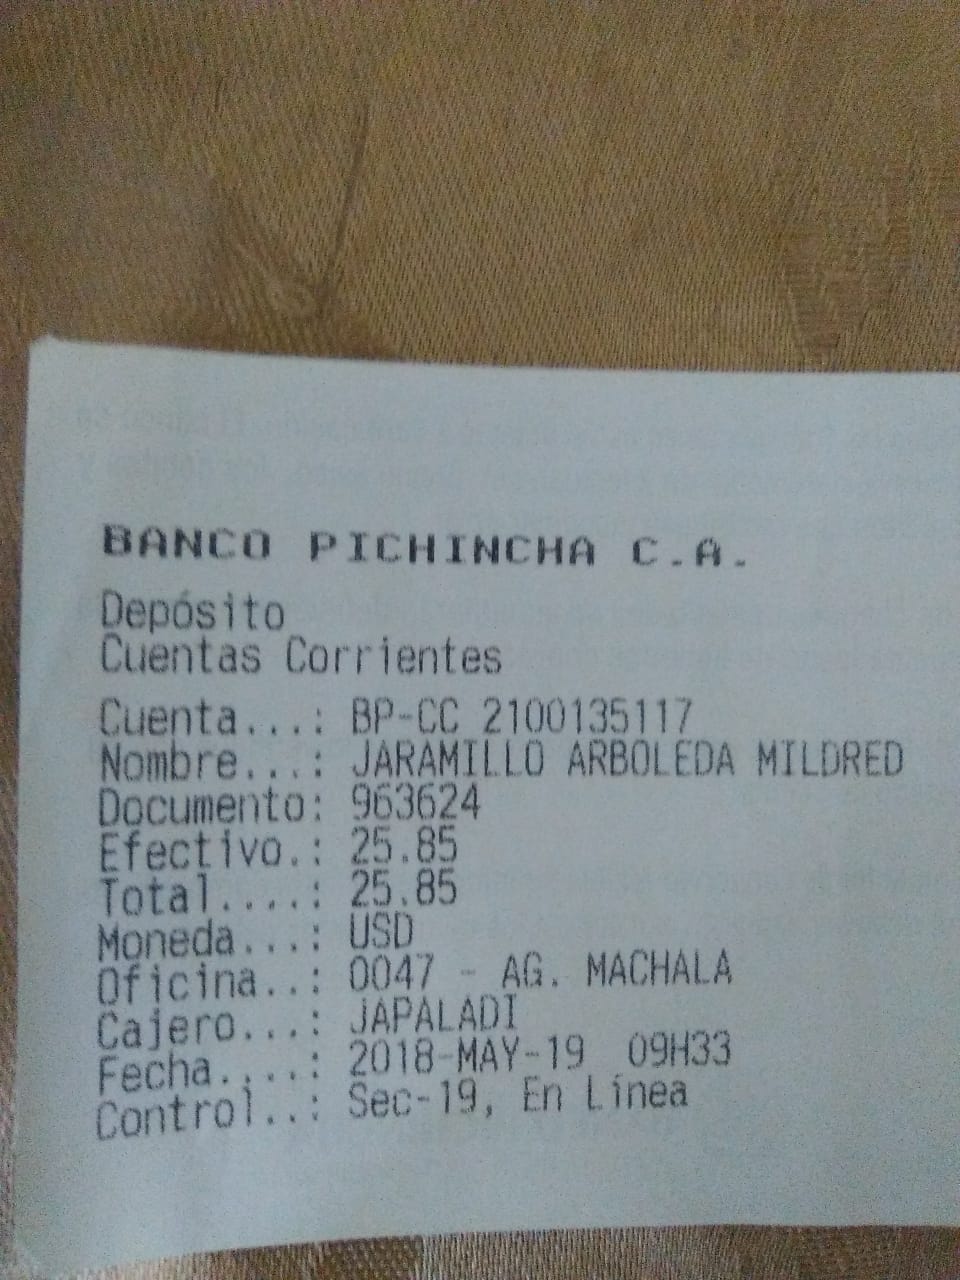 BANCO PICHINCHA C.A.
Depósito
Cuentas Corrientes
Cuenta...: BP-CC 2100135117
Nombre...: JARAMILLO ARBOLEDA MILDRED
Documento: 963624
Efectivo.: 25.85
Total....: 25.85
Moneda...: USD
Oficina..: 0047 - AG. MACHALA
Cajero...: JAPALADI
Fecha....: 2018-MAY-19 09H33
Control..: Sec-19, En Línea